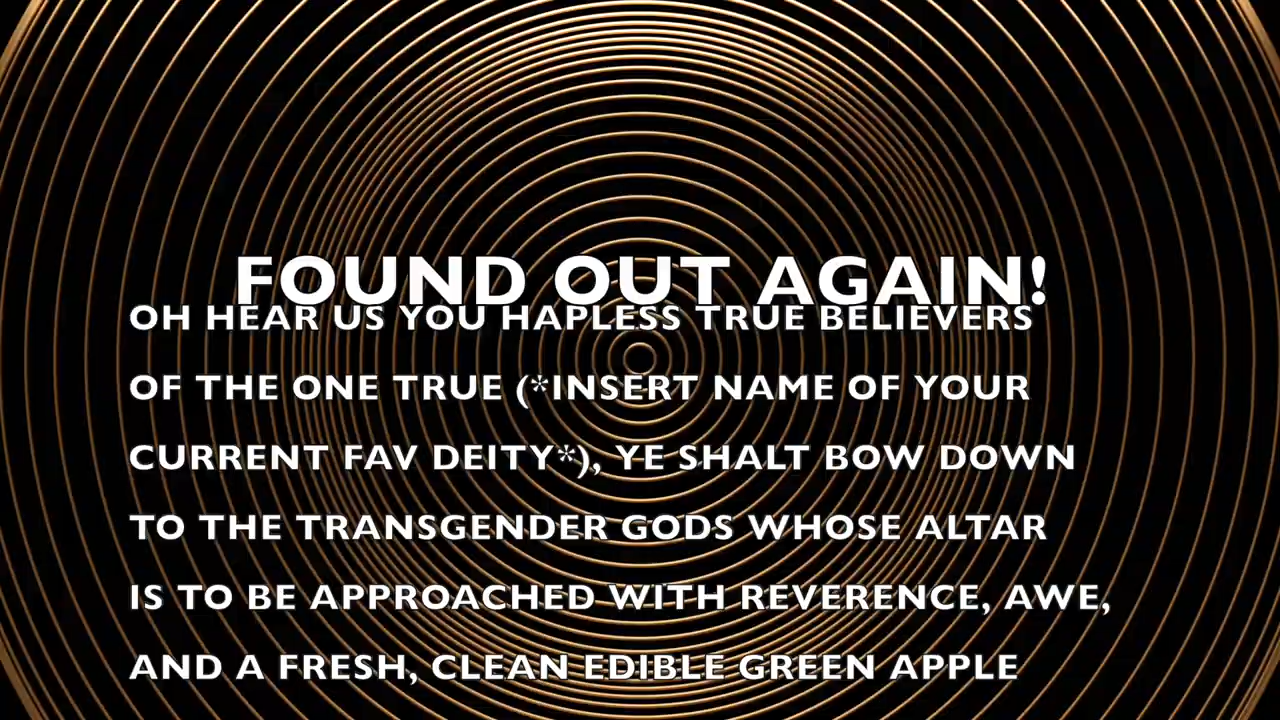 FOUND OUT AGAIN!
OH HEAR US YOU HAPLESS TRUE BELIEVERS
OF THE ONE TRUE (*INSERT NAME OF YOUR
CURRENT FAV DEITY*), YE SHALT BOW DOWN
TO THE TRANSGENDER GODS WHOSE ALTAR
IS TO BE APPROACHED WITH REVERENCE, AWE,
AND A FRESH, CLEAN EDIBLE GREEN APPLE